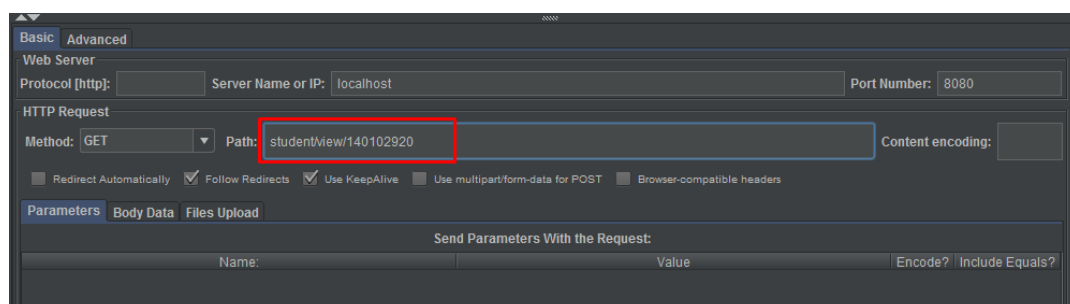 Basic Advanced
Web Server
Protocol [http]: Server Name or IP: localhost Port Number: 8080
HTTP Request
Method: GET Path: student/view/140102920 Content encoding:
Redirect Automatically Follow Redirects Use KeepAlive Use multipart/form-data for POST Browser-compatible headers
Parameters Body Data Files Upload
Send Parameters With the Request:
Name: Value Encode? Include Equals?